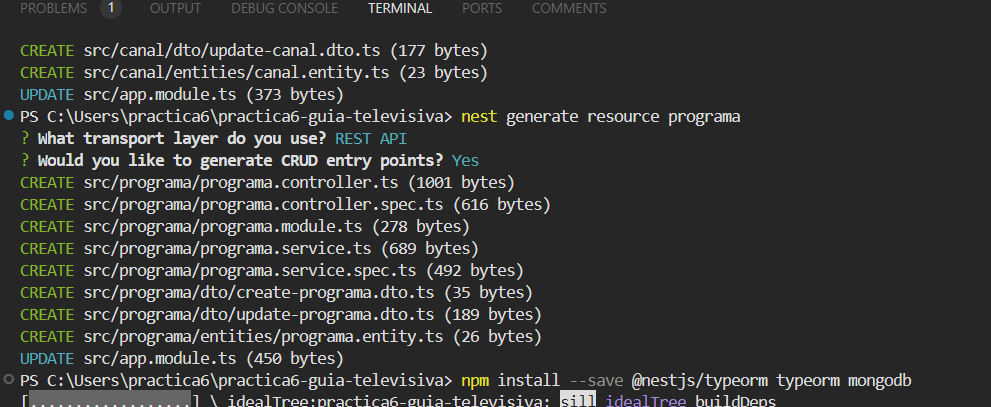 PROBLEMS 1 OUTPUT DEBUG CONSOLE TERMINAL PORTS COMMENTS
CREATE src/canal/dto/update-canal.dto.ts (177 bytes)
CREATE src/canal/entities/canal.entity.ts (23 bytes)
UPDATE src/app.module.ts (373 bytes)
PS C:\Users\practica6\practica6-guia-televisiva> nest generate resource programa
? What transport layer do you use? REST API
? Would you like to generate CRUD entry points? Yes
CREATE src/programa/programa.controller.ts (1001 bytes)
CREATE src/programa/programa.controller.spec.ts (616 bytes)
CREATE src/programa/programa.module.ts (278 bytes)
CREATE src/programa/programa.service.ts (689 bytes)
CREATE src/programa/programa.service.spec.ts (492 bytes)
CREATE src/programa/dto/create-programa.dto.ts (35 bytes)
CREATE src/programa/dto/update-programa.dto.ts (189 bytes)
CREATE src/programa/entities/programa.entity.ts (26 bytes)
UPDATE src/app.module.ts (450 bytes)
PS C:\Users\practica6\practica6-guia-televisiva> npm install --save @nestjs/typeorm typeorm mongodb
[..................] \ idealTree:practica6-guia-televisiva: sill idealTree buildDeps